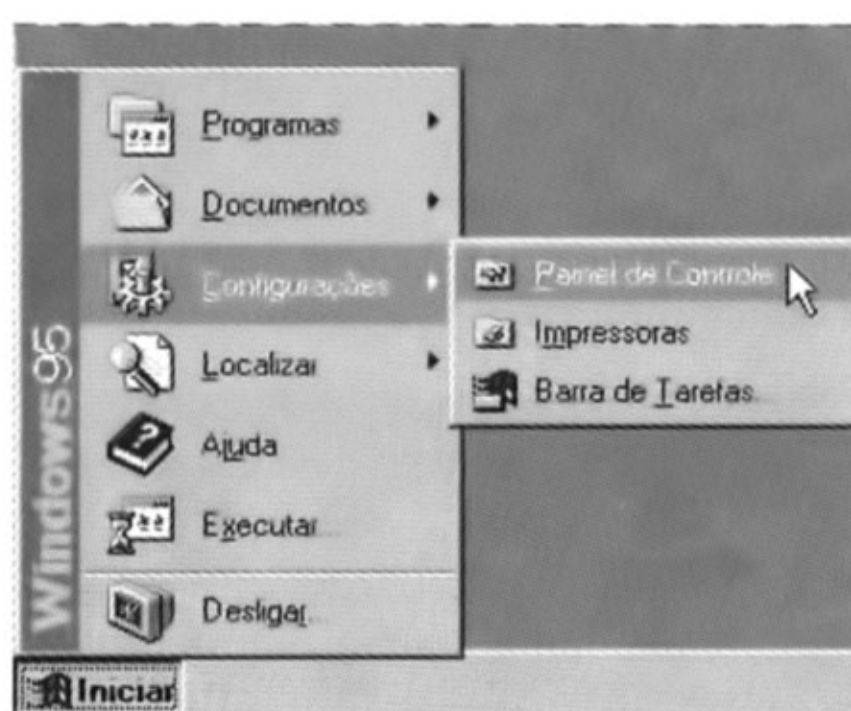 Programas
Documentos
Configurações
Painel de Controle
Impressoras
Barra de Tarefas...
Localizar
Ajuda
Executar...
Desligar...
Windows95
Iniciar